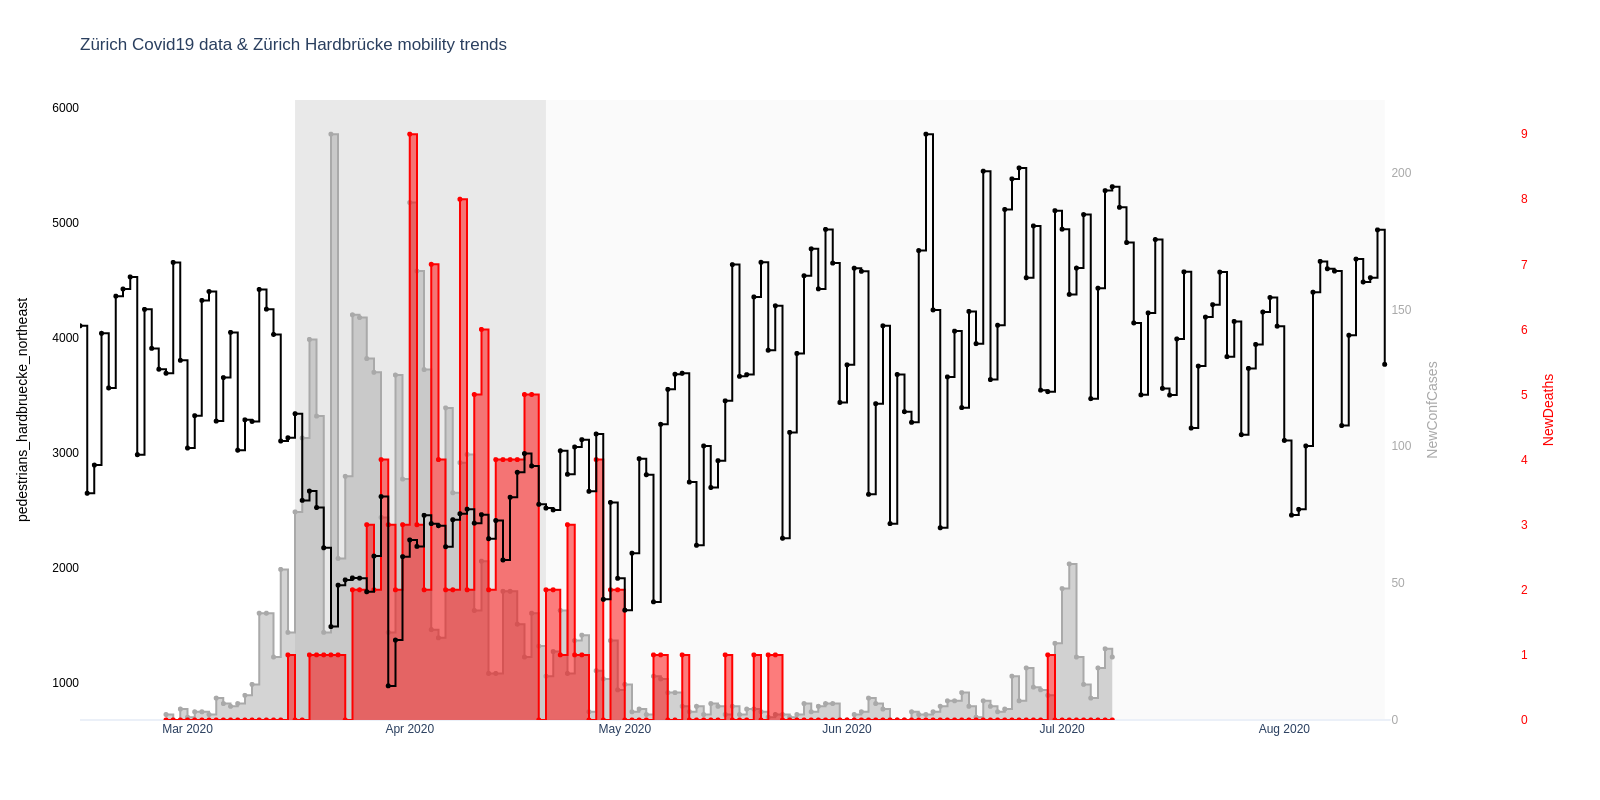 Zürich Covid19 data & Zürich Hardbrücke mobility trends
6000
5000
4000
3000
2000
1000
pedestrians_hardbruecke_northeast
200
150
100
50
0
NewConfCases
9
8
7
6
5
4
3
2
1
0
NewDeaths
Mar 2020
Apr 2020
May 2020
Jun 2020
Jul 2020
Aug 2020